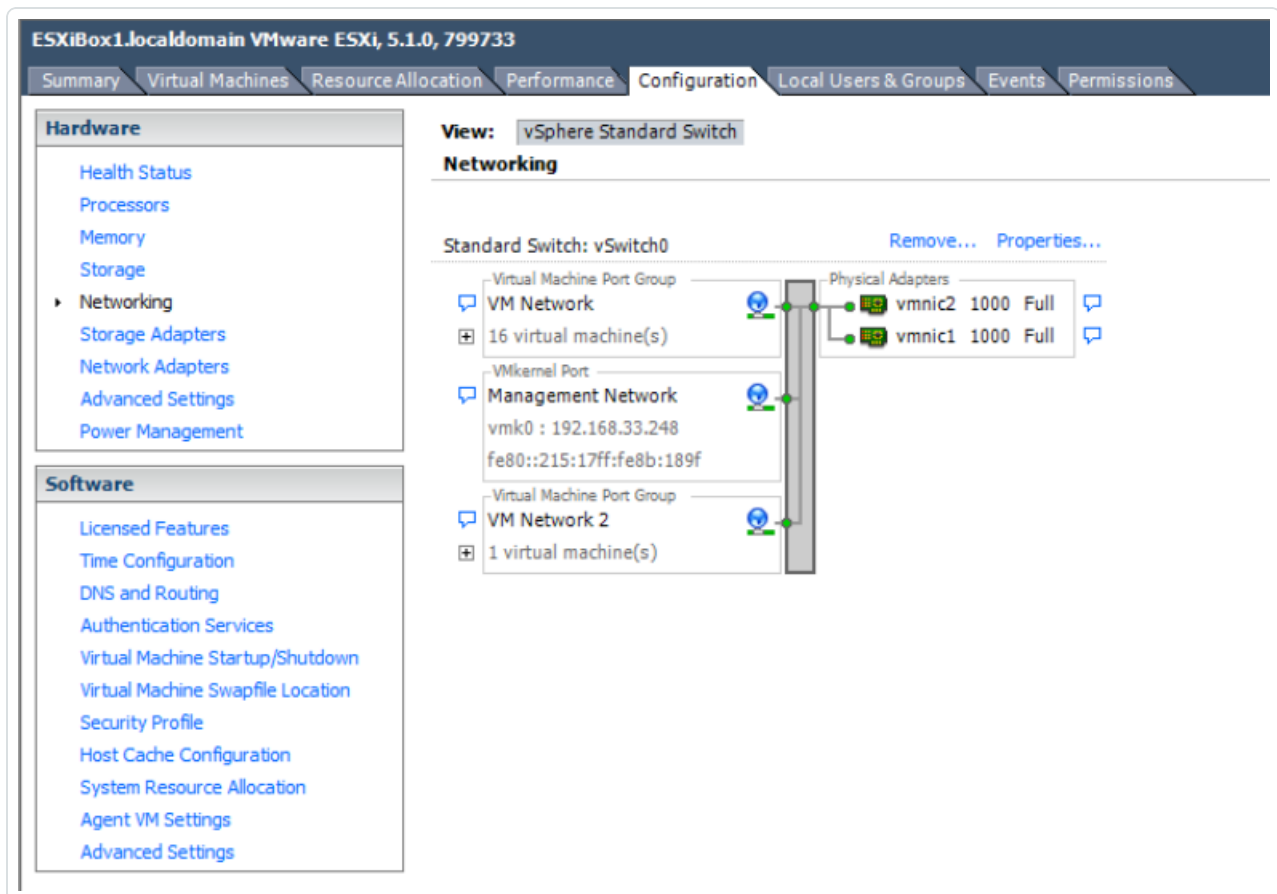 ESXiBox1.localdomain VMware ESXi, 5.1.0, 799733
Summary Virtual Machines Resource Allocation Performance Configuration Local Users & Groups Events Permissions
Hardware
Health Status
Processors
Memory
Storage
Networking
Storage Adapters
Network Adapters
Advanced Settings
Power Management
Software
Licensed Features
Time Configuration
DNS and Routing
Authentication Services
Virtual Machine Startup/Shutdown
Virtual Machine Swapfile Location
Security Profile
Host Cache Configuration
System Resource Allocation
Agent VM Settings
Advanced Settings
View: vSphere Standard Switch
Networking
Standard Switch: vSwitch0 Remove... Properties...
Virtual Machine Port Group
VM Network
16 virtual machine(s)
VMkernel Port
Management Network
vmk0 : 192.168.33.248
fe80::215:17ff:fe8b:189f
Virtual Machine Port Group
VM Network 2
1 virtual machine(s)
Physical Adapters
vmnic2 1000 Full
vmnic1 1000 Full